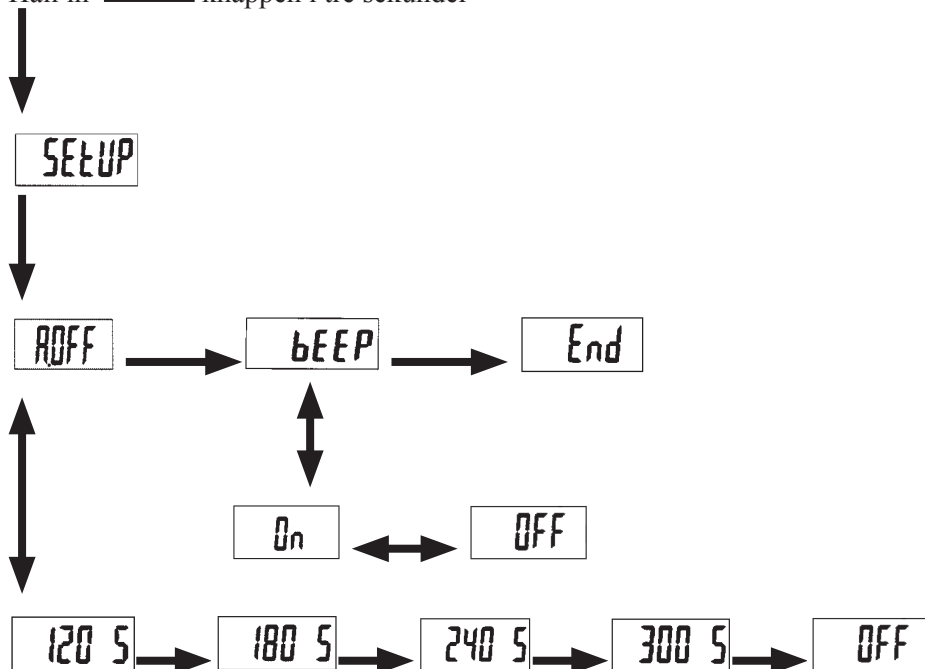 Håll in knappen i tre sekunder
SEtUP
A.OFF bEEP End
On OFF
120 S 180 S 240 S 300 S OFF